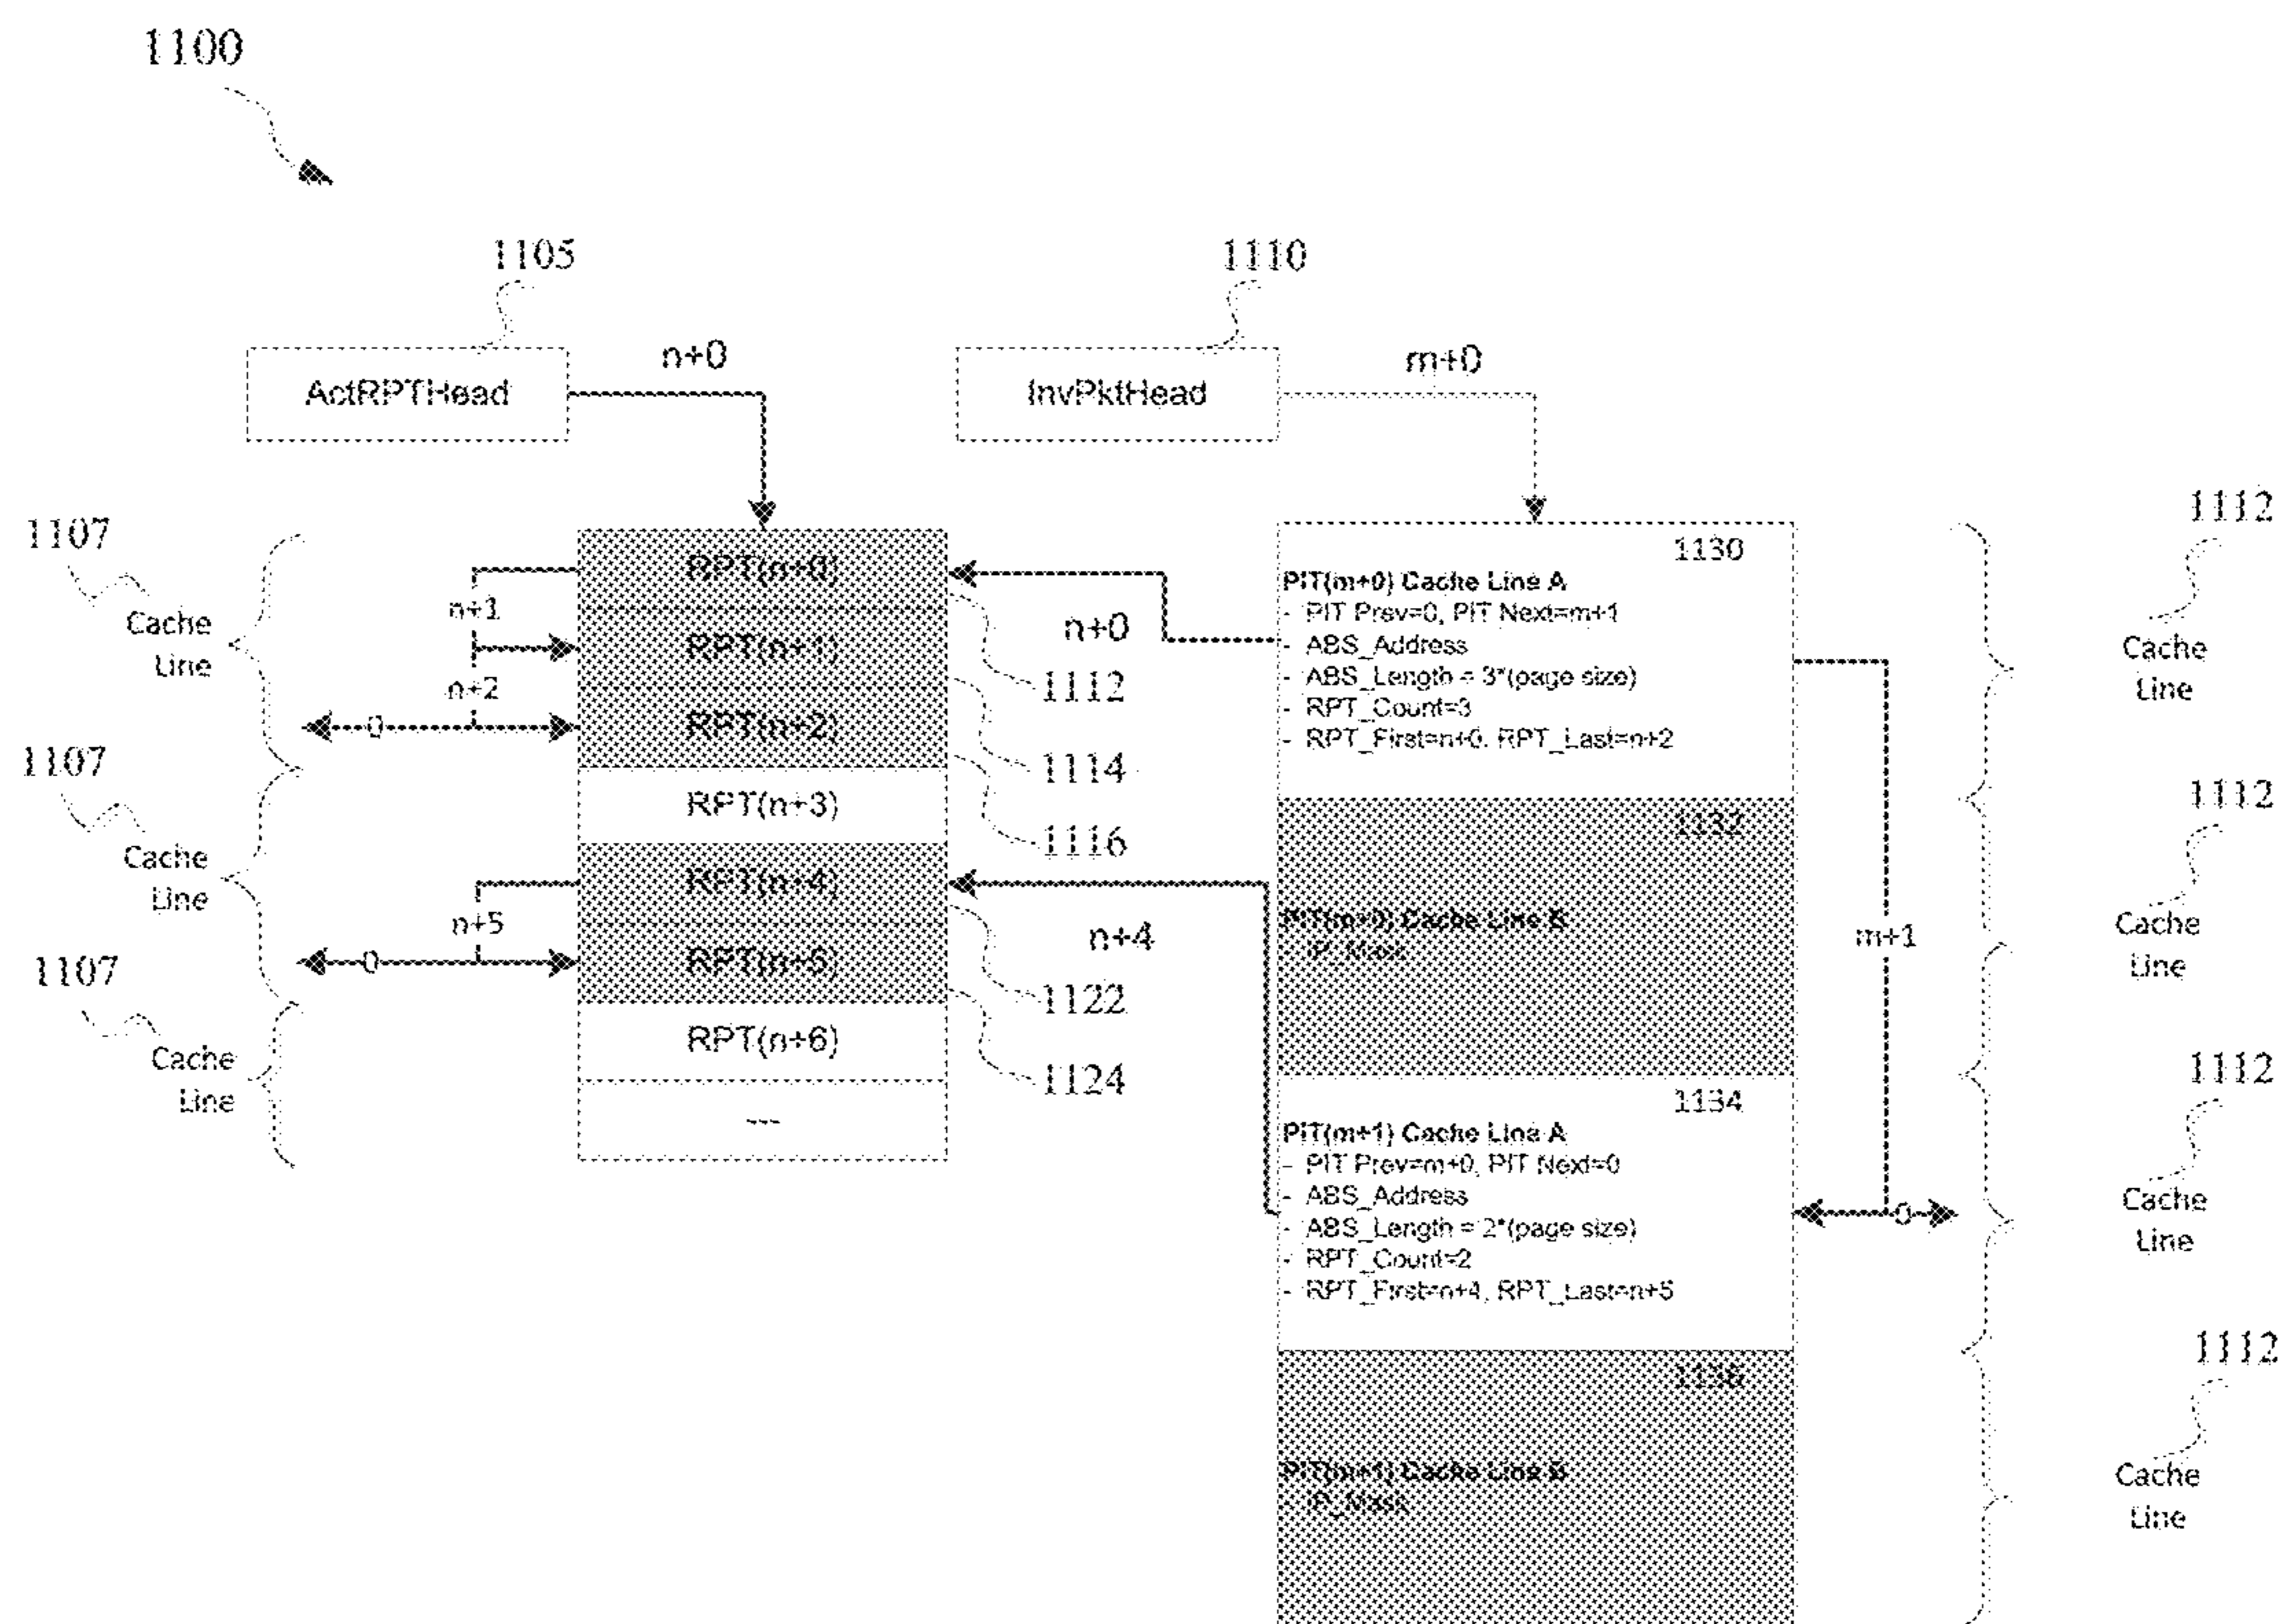 1100
1105
1110
ActRPTHead
n+0
InvPktHead
m+0
1107
Cache
Line
1107
Cache
Line
1107
Cache
Line
n+1
n+2
0
n+5
0
RPT(n+0)
RPT(n+1)
RPT(n+2)
RPT(n+3)
RPT(n+4)
RPT(n+5)
RPT(n+6)
---
n+0
1112
1114
1116
n+4
1122
1124
1130
PIT(m+0) Cache Line A
- PIT Prev=0, PIT Next=m+1
- ABS_Address
- ABS_Length = 3*(page size)
- RPT_Count=3
- RPT_First=n+0, RPT_Last=n+2
1132
PIT(m+0) Cache Line B
- IP_Mask
1134
PIT(m+1) Cache Line A
- PIT Prev=m+0, PIT Next=0
- ABS_Address
- ABS_Length = 2*(page size)
- RPT_Count=2
- RPT_First=n+4, RPT_Last=n+5
1136
PIT(m+1) Cache Line B
- IP_Mask
m+1
0
1112
Cache
Line
1112
Cache
Line
1112
Cache
Line
1112
Cache
Line